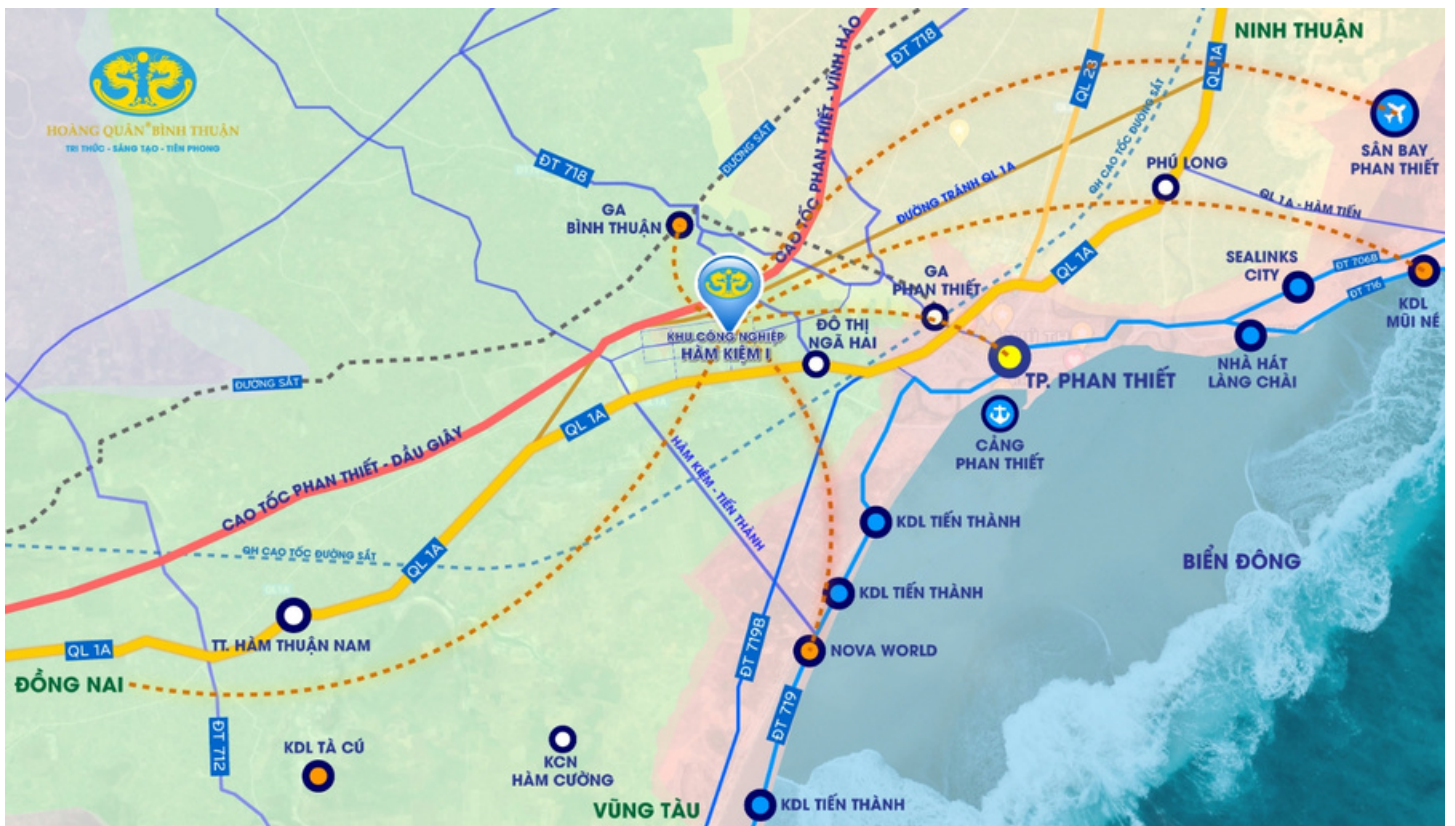 NINH THUẬN
QL 1A
ĐT 718
QL 28
CAO TỐC PHAN THIẾT - VĨNH HẢO
HOÀNG QUÂN® BÌNH THUẬN
TRI THỨC - SÁNG TẠO - TIÊN PHONG
ĐƯỜNG SẮT
QH CAO TỐC ĐƯỜNG SẮT
SÂN BAY
PHAN THIẾT
ĐT 718
PHÚ LONG
ĐƯỜNG TRÁNH QL 1A
QL 1A - HÀM TIẾN
GA
BÌNH THUẬN
QL 1A
SEALINKS
CITY
ĐT 706B
ĐT 716
GA
PHAN THIẾT
KDL
MŨI NÉ
KHU CÔNG NGHIỆP
HÀM KIỆM I
ĐÔ THỊ
NGÃ HAI
NHÀ HÁT
LÀNG CHÀI
TP. PHAN THIẾT
ĐƯỜNG SẮT
QL 1A
CẢNG
PHAN THIẾT
CAO TỐC PHAN THIẾT - DẦU GIÂY
HÀM KIỆM - TIẾN THÀNH
KDL TIẾN THÀNH
QH CAO TỐC ĐƯỜNG SẮT
QL 1A
BIỂN ĐÔNG
KDL TIẾN THÀNH
TT. HÀM THUẬN NAM
QL 1A
ĐT 719B
NOVA WORLD
ĐỒNG NAI
ĐT 719
ĐT 712
KDL TÀ CÚ
KCN
HÀM CƯỜNG
VŨNG TÀU
KDL TIẾN THÀNH